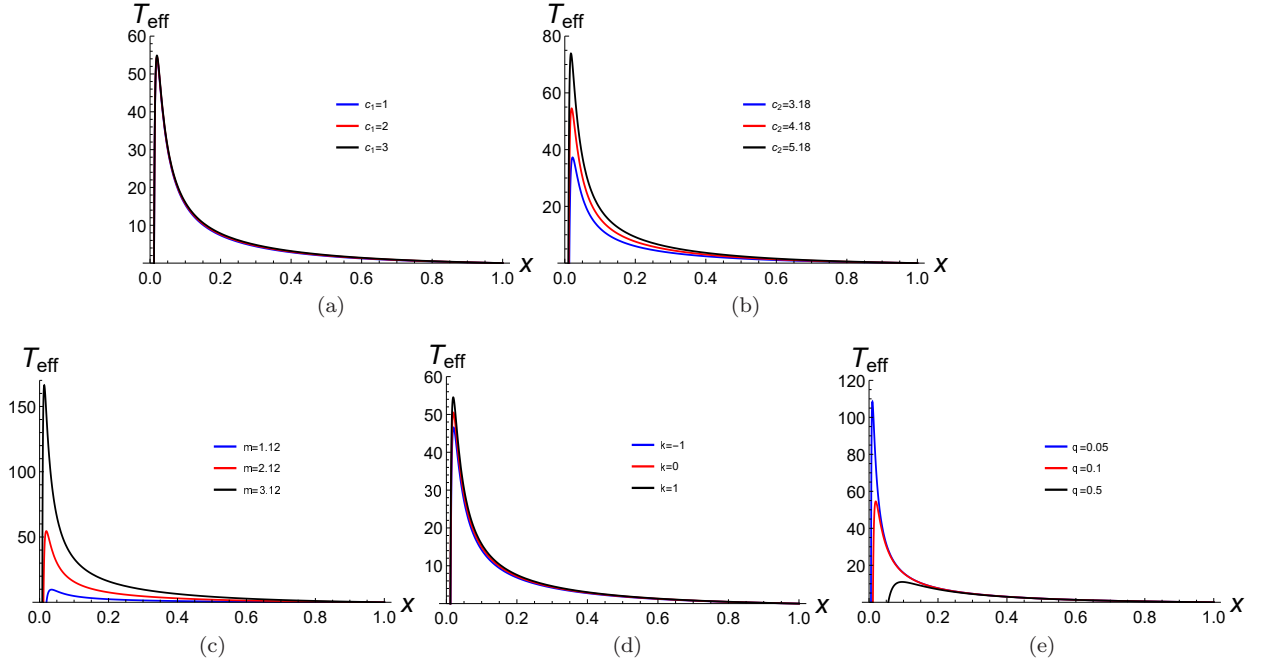 T_eff
60
50
40
30
20
10
0.0 0.2 0.4 0.6 0.8 1.0
x
c₁=1
c₁=2
c₁=3
(a)
T_eff
80
60
40
20
0.0 0.2 0.4 0.6 0.8 1.0
x
c₂=3.18
c₂=4.18
c₂=5.18
(b)
T_eff
150
100
50
0.0 0.2 0.4 0.6 0.8 1.0
x
m=1.12
m=2.12
m=3.12
(c)
T_eff
60
50
40
30
20
10
0.0 0.2 0.4 0.6 0.8 1.0
x
k=-1
k=0
k=1
(d)
T_eff
120
100
80
60
40
20
0.0 0.2 0.4 0.6 0.8 1.0
x
q=0.05
q=0.1
q=0.5
(e)